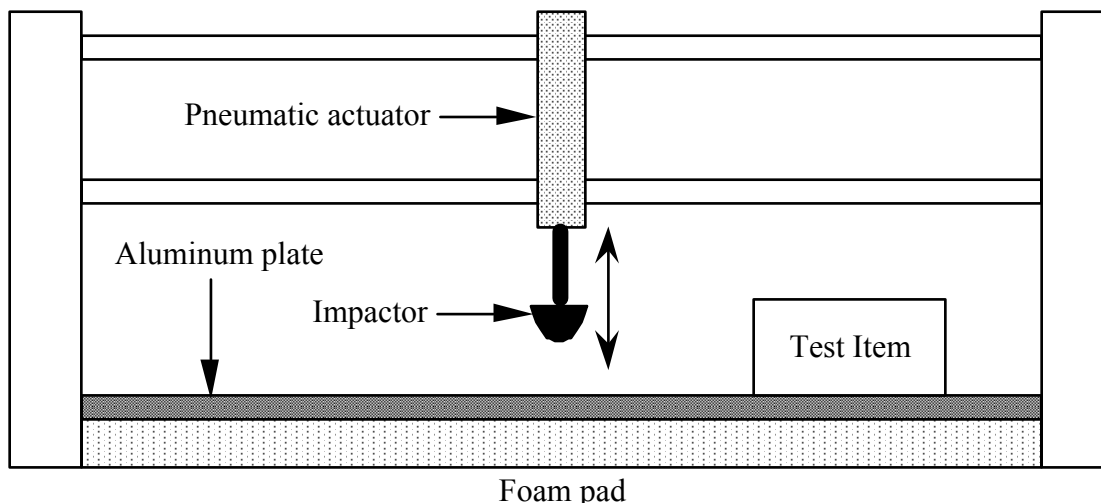 Pneumatic actuator
Aluminum plate
Impactor
Test Item
Foam pad